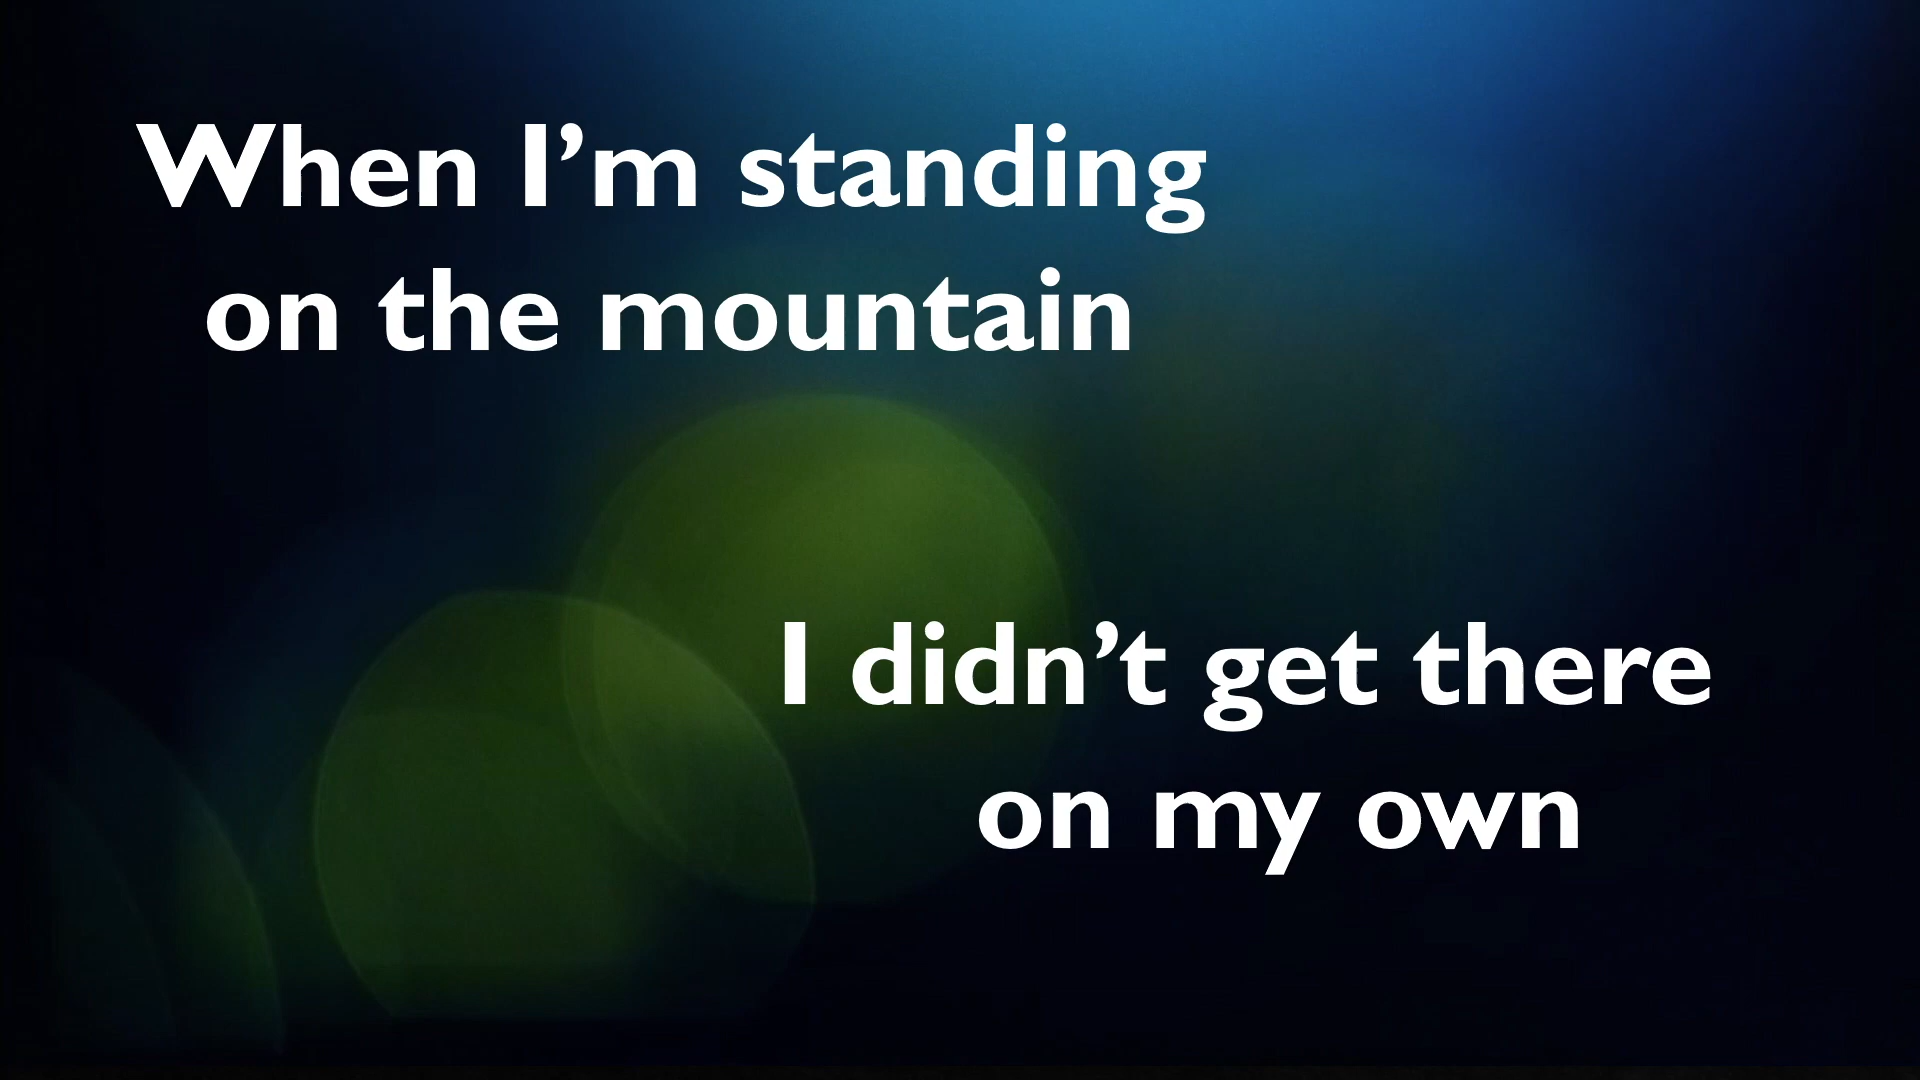 When I’m standing
on the mountain
I didn’t get there
on my own